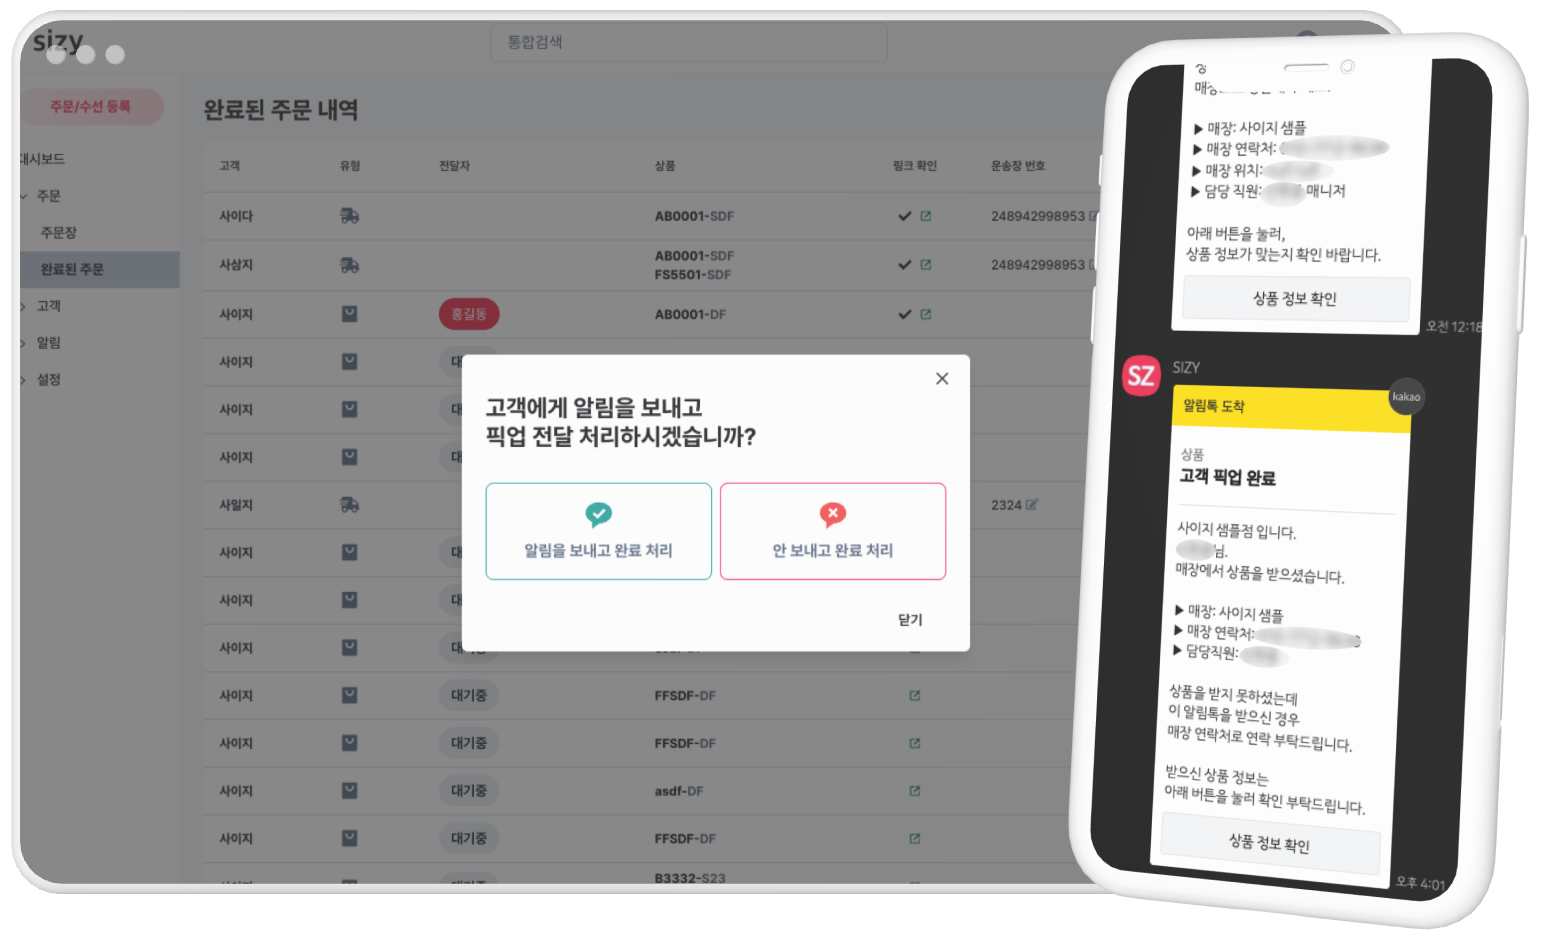 sizy
통합검색
주문/수선 등록
대시보드
주문
주문장
완료된 주문
고객
알림
설정
완료된 주문 내역
고객 유형 전달자 상품 링크 확인 운송장 번호
사이다 AB0001-SDF 248942998953
사삼지 AB0001-SDF 248942998953
FS5501-SDF
사이지 홍길동 AB0001-DF
사이지
사이지
사이지
사일지 2324
사이지
사이지
사이지
사이지 대기중 FFSDF-DF
사이지 대기중 FFSDF-DF
사이지 대기중 asdf-DF
사이지 대기중 FFSDF-DF
B3332-S23
고객에게 알림을 보내고
픽업 전달 처리하시겠습니까?
알림을 보내고 완료 처리
안 보내고 완료 처리
닫기
▶ 매장: 사이지 샘플
▶ 매장 연락처:
▶ 매장 위치:
▶ 담당 직원: 매니저
아래 버튼을 눌러,
상품 정보가 맞는지 확인 바랍니다.
상품 정보 확인
오전 12:18
SZ
SIZY
kakao
알림톡 도착
상품
고객 픽업 완료
사이지 샘플점 입니다.
님.
매장에서 상품을 받으셨습니다.
▶ 매장: 사이지 샘플
▶ 매장 연락처:
▶ 담당직원:
상품을 받지 못하셨는데
이 알림톡을 받으신 경우
매장 연락처로 연락 부탁드립니다.
받으신 상품 정보는
아래 버튼을 눌러 확인 부탁드립니다.
상품 정보 확인
오후 4:01